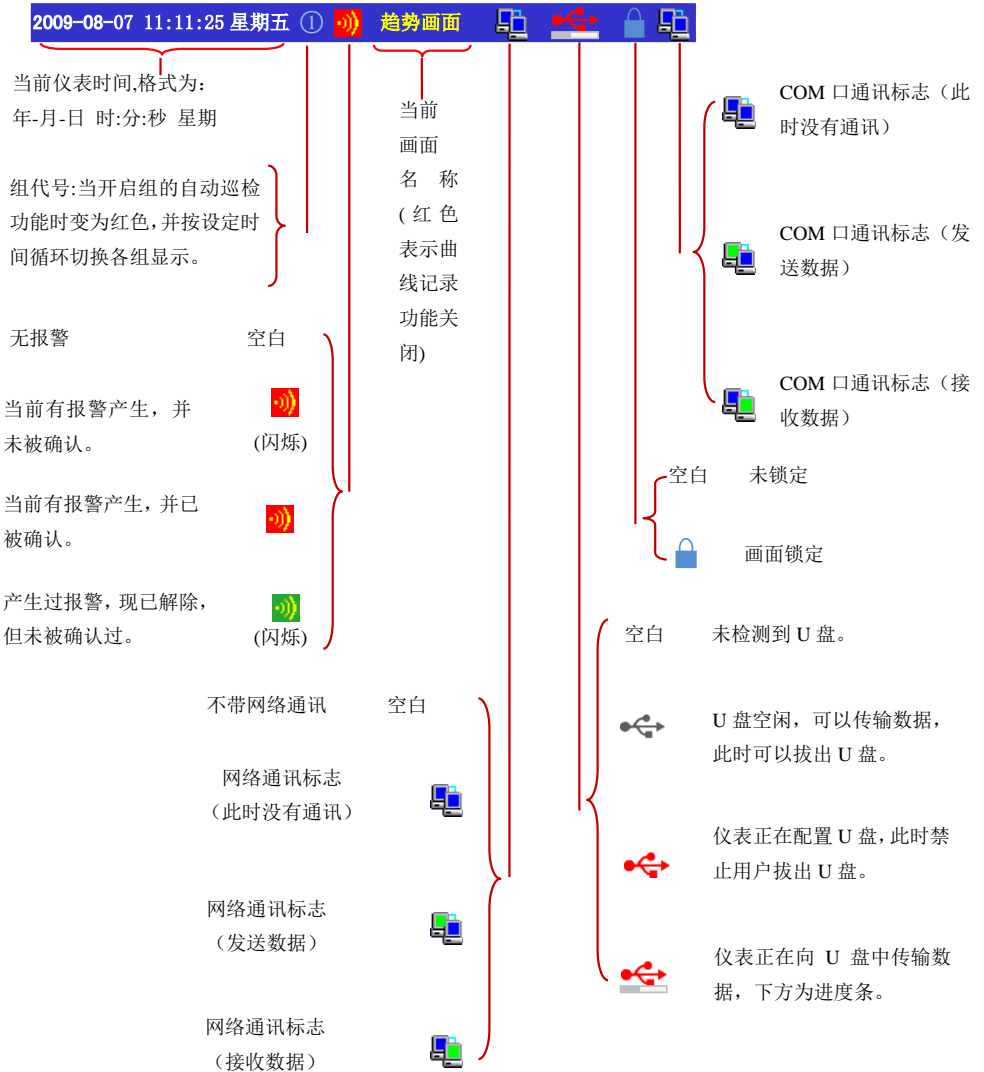 2009-08-07 11:11:25 星期五 ① 趋势画面
当前仪表时间,格式为:
年-月-日 时:分:秒 星期
组代号:当开启组的自动巡检
功能时变为红色,并按设定时
间循环切换各组显示。
无报警 空白
当前有报警产生，并
未被确认。
(闪烁)
当前有报警产生，并已
被确认。
产生过报警，现已解除，
但未被确认过。
(闪烁)
当前
画面
名 称
( 红 色
表示曲
线记录
功能关
闭)
不带网络通讯 空白
网络通讯标志
（此时没有通讯）
网络通讯标志
（发送数据）
网络通讯标志
（接收数据）
COM 口通讯标志（此
时没有通讯）
COM 口通讯标志（发
送数据）
COM 口通讯标志（接
收数据）
空白 未锁定
画面锁定
空白 未检测到 U 盘。
U 盘空闲，可以传输数据，
此时可以拔出 U 盘。
仪表正在配置 U 盘，此时禁
止用户拔出 U 盘。
仪表正在向 U 盘中传输数
据，下方为进度条。